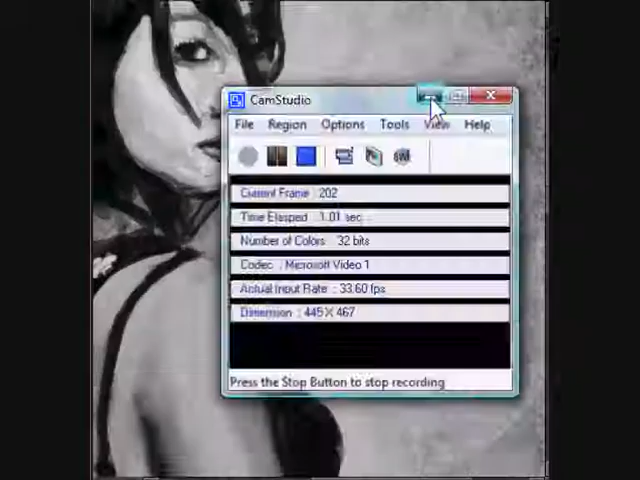 CamStudio
File Region Options Tools View Help
Current Frame : 202
Time Elasped : 1.01 sec
Number of Colors : 32 bits
Codec : Microsoft Video 1
Actual Input Rate : 33.60 fps
Dimension : 445 X 467
Press the Stop Button to stop recording